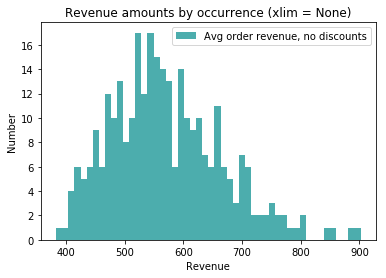 Revenue amounts by occurrence (xlim = None)
Avg order revenue, no discounts
16
14
12
10
8
6
4
2
0
Number
400 500 600 700 800 900
Revenue